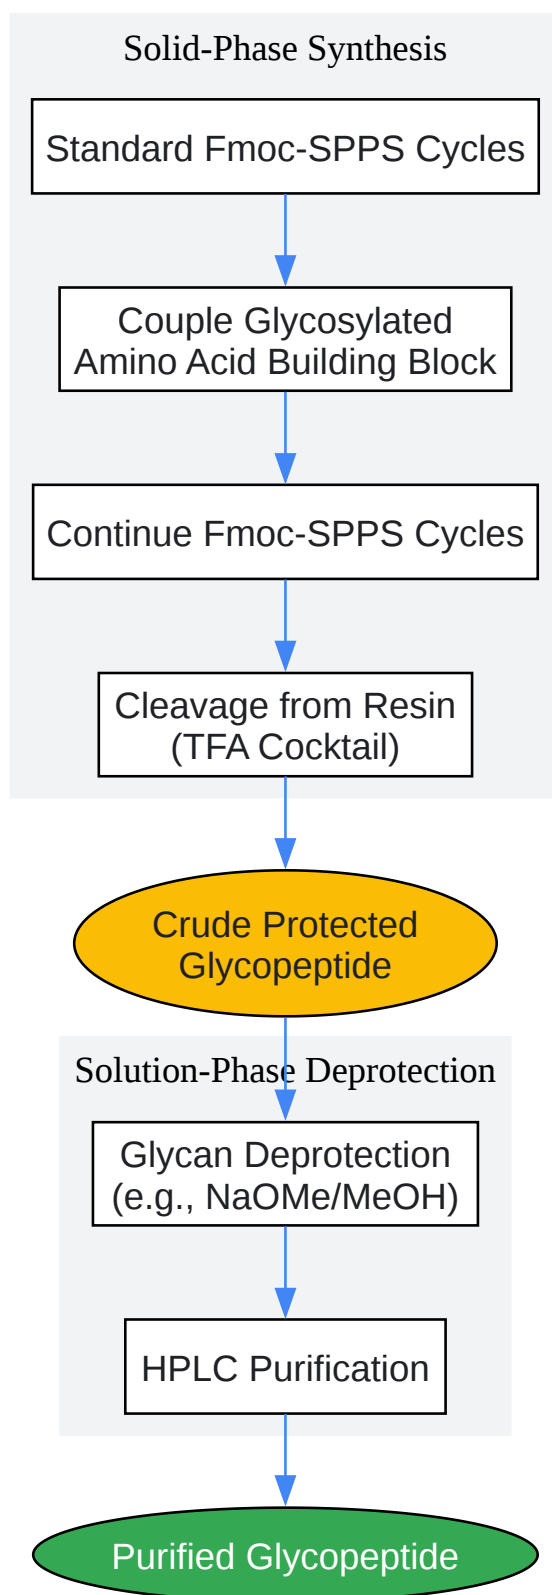 Solid-Phase Synthesis
Standard Fmoc-SPPS Cycles
Couple Glycosylated
Amino Acid Building Block
Continue Fmoc-SPPS Cycles
Cleavage from Resin
(TFA Cocktail)
Crude Protected
Glycopeptide
Solution-Phase Deprotection
Glycan Deprotection
(e.g., NaOMe/MeOH)
HPLC Purification
Purified Glycopeptide